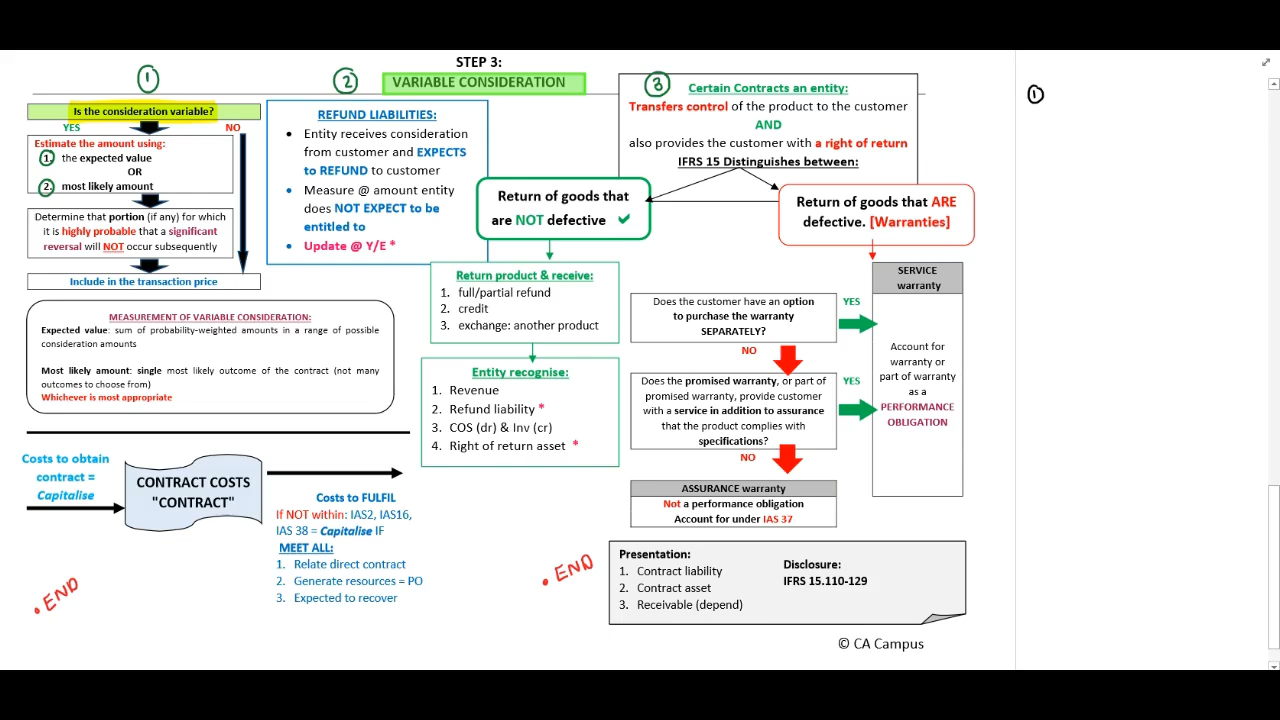 STEP 3:
VARIABLE CONSIDERATION
1
Is the consideration variable?
YES
NO
Estimate the amount using:
1. the expected value
OR
2. most likely amount
Determine that portion (if any) for which
it is highly probable that a significant
reversal will NOT occur subsequently
Include in the transaction price
MEASUREMENT OF VARIABLE CONSIDERATION:
Expected value: sum of probability-weighted amounts in a range of possible
consideration amounts
Most likely amount: single most likely outcome of the contract (not many
outcomes to choose from)
Whichever is most appropriate
2
REFUND LIABILITIES:
• Entity receives consideration
from customer and EXPECTS
to REFUND to customer
• Measure @ amount entity
does NOT EXPECT to be
entitled to
• Update @ Y/E *
3
Certain Contracts an entity:
Transfers control of the product to the customer
AND
also provides the customer with a right of return
IFRS 15 Distinguishes between:
Return of goods that
are NOT defective ✔
Return product & receive:
1. full/partial refund
2. credit
3. exchange: another product
Entity recognise:
1. Revenue
2. Refund liability *
3. COS (dr) & Inv (cr)
4. Right of return asset *
Return of goods that ARE
defective. [Warranties]
Does the customer have an option
to purchase the warranty
SEPARATELY?
YES
NO
Does the promised warranty, or part of
promised warranty, provide customer
with a service in addition to assurance
that the product complies with
specifications?
YES
NO
SERVICE
warranty
Account for
warranty or
part of warranty
as a
PERFORMANCE
OBLIGATION
ASSURANCE warranty
Not a performance obligation
Account for under IAS 37
Costs to obtain
contract =
Capitalise
CONTRACT COSTS
"CONTRACT"
Costs to FULFIL
If NOT within: IAS2, IAS16,
IAS 38 = Capitalise IF
MEET ALL:
1. Relate direct contract
2. Generate resources = PO
3. Expected to recover
• END
• END
Presentation:
1. Contract liability
2. Contract asset
3. Receivable (depend)
Disclosure:
IFRS 15.110-129
© CA Campus
1